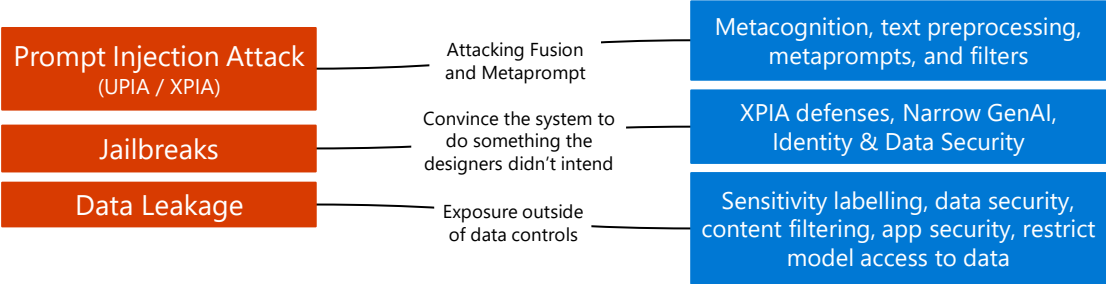 Prompt Injection Attack
(UPIA / XPIA)
Attacking Fusion
and Metaprompt
Metacognition, text preprocessing,
metaprompts, and filters
Jailbreaks
Convince the system to
do something the
designers didn’t intend
XPIA defenses, Narrow GenAI,
Identity & Data Security
Data Leakage
Exposure outside
of data controls
Sensitivity labelling, data security,
content filtering, app security, restrict
model access to data